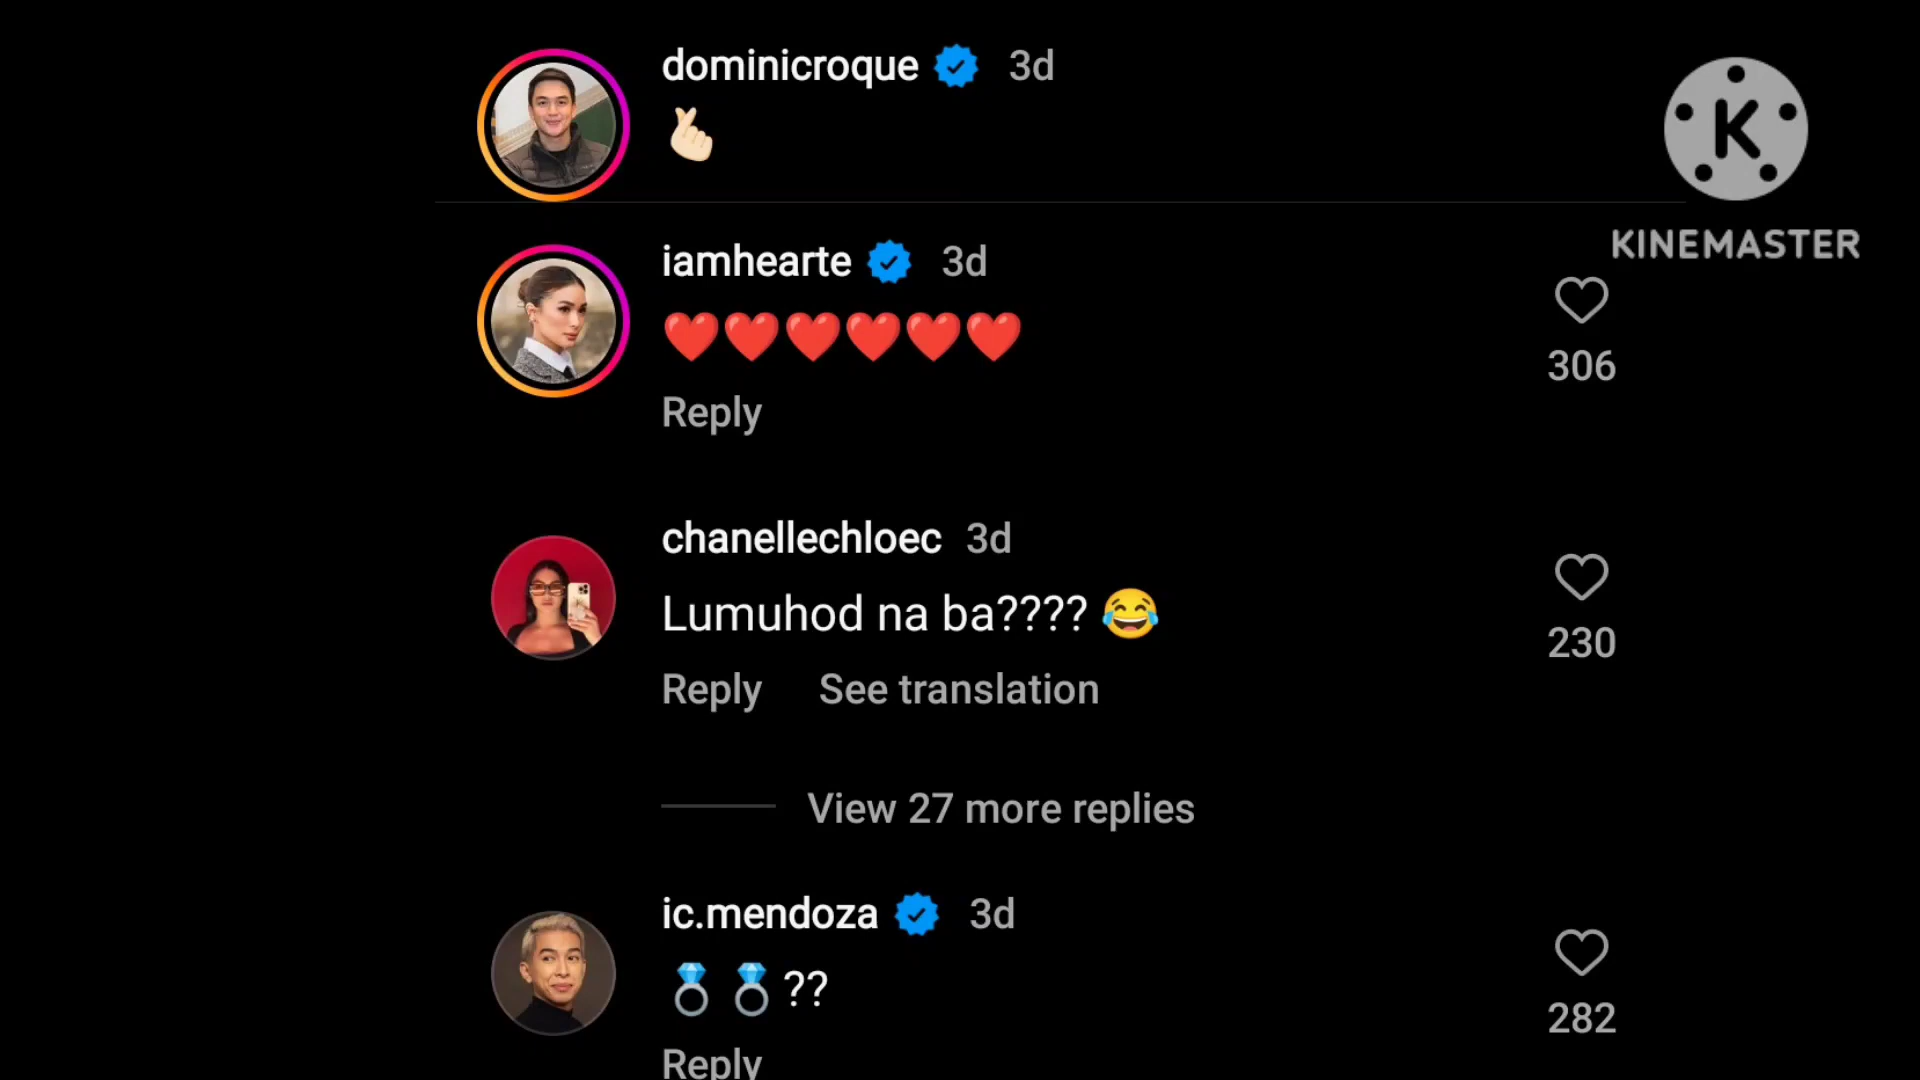 dominicroque 3d
🫰🏻
K
KINEMASTER
iamhearte 3d
❤️❤️❤️❤️❤️❤️
306
Reply
chanellechloec 3d
Lumuhod na ba???? 😂
230
Reply See translation
View 27 more replies
ic.mendoza 3d
💍💍??
282
Reply